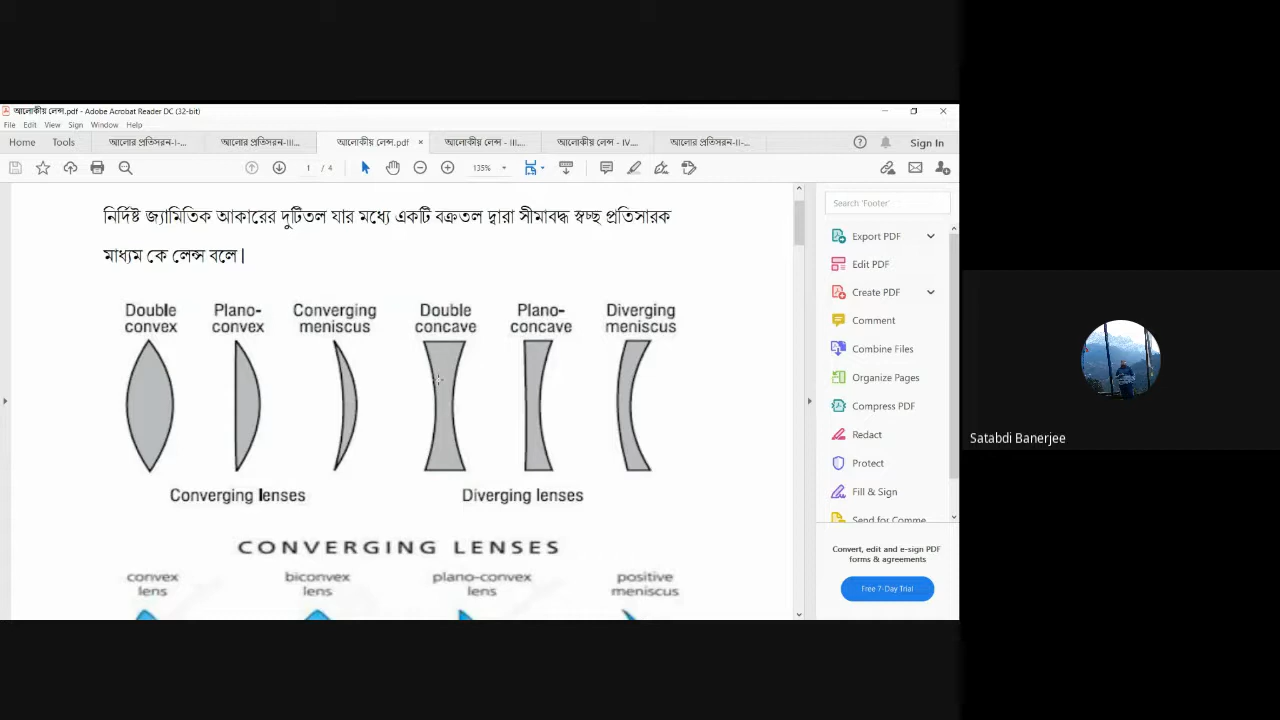 আলোকীয় লেন্স.pdf - Adobe Acrobat Reader DC (32-bit)
File Edit View Sign Window Help
Home Tools আলোর প্রতিসরন-I-... আলোর প্রতিসরন-III... আলোকীয় লেন্স.pdf × আলোকীয় লেন্স - III.... আলোকীয় লেন্স - IV.... আলোর প্রতিসরন-II-... Sign In
1 / 4 135%
নির্দিষ্ট জ্যামিতিক আকারের দুটিতল যার মধ্যে একটি বক্রতল দ্বারা সীমাবদ্ধ স্বচ্ছ প্রতিসারক
মাধ্যম কে লেন্স বলে|
Double convex
Plano-convex
Converging meniscus
Double concave
Plano-concave
Diverging meniscus
Converging lenses
Diverging lenses
CONVERGING LENSES
convex lens
biconvex lens
plano-convex lens
positive meniscus
Search 'Footer'
Export PDF
Edit PDF
Create PDF
Comment
Combine Files
Organize Pages
Compress PDF
Redact
Protect
Fill & Sign
Send for Comme
Convert, edit and e-sign PDF
forms & agreements
Free 7-Day Trial
Satabdi Banerjee